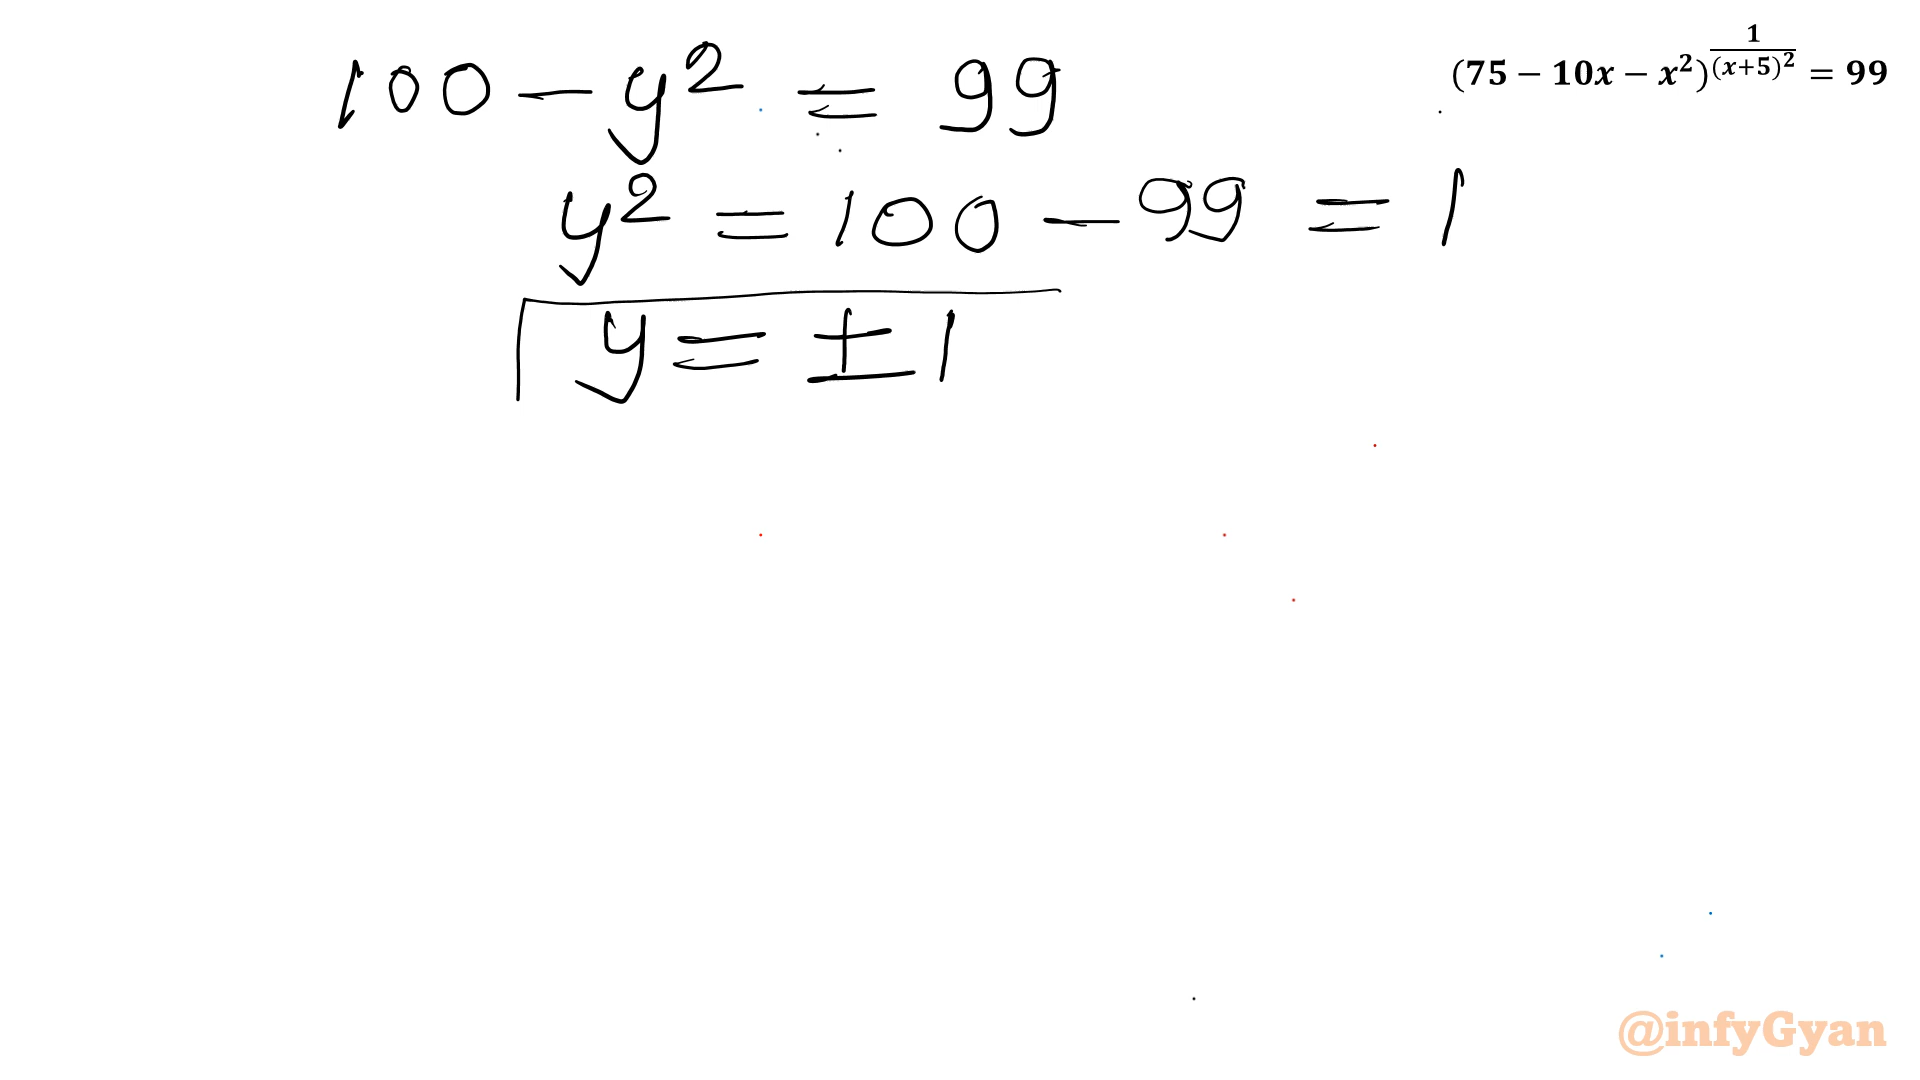 100 - y² = 99
(75 − 10x − x²)^(1/(x+5)²) = 99
y² = 100 - 99 = 1
y = ± 1
@infyGyan